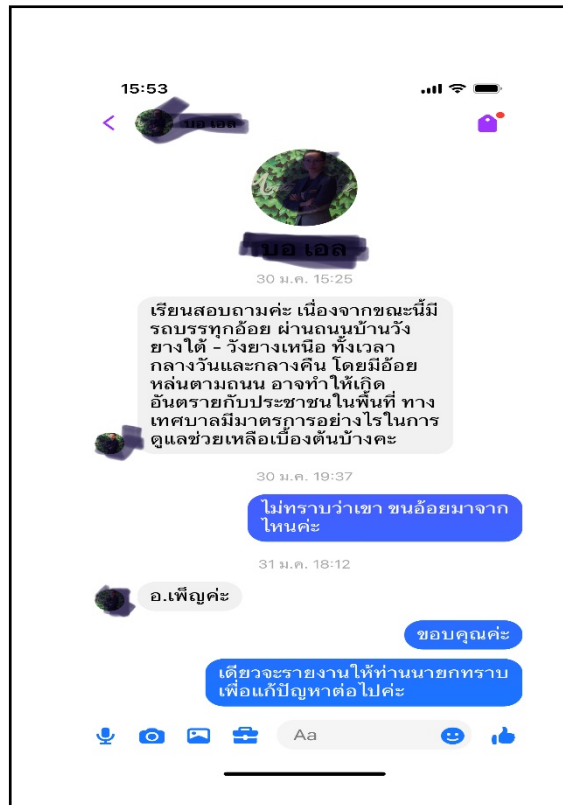 15:53
บอ เอล
บอ เอล
30 ม.ค. 15:25
เรียนสอบถามค่ะ เนื่องจากขณะนี้มี
รถบรรทุกอ้อย ผ่านถนนบ้านวัง
ยางใต้ - วังยางเหนือ ทั้งเวลา
กลางวันและกลางคืน โดยมีอ้อย
หล่นตามถนน อาจทำให้เกิด
อันตรายกับประชาชนในพื้นที่ ทาง
เทศบาลมีมาตรการอย่างไรในการ
ดูแลช่วยเหลือเบื้องต้นบ้างคะ
30 ม.ค. 19:37
ไม่ทราบว่าเขา ขนอ้อยมาจาก
ไหนค่ะ
31 ม.ค. 18:12
อ.เพ็ญค่ะ
ขอบคุณค่ะ
เดียวจะรายงานให้ท่านนายกทราบ
เพื่อแก้ปัญหาต่อไปค่ะ
Aa